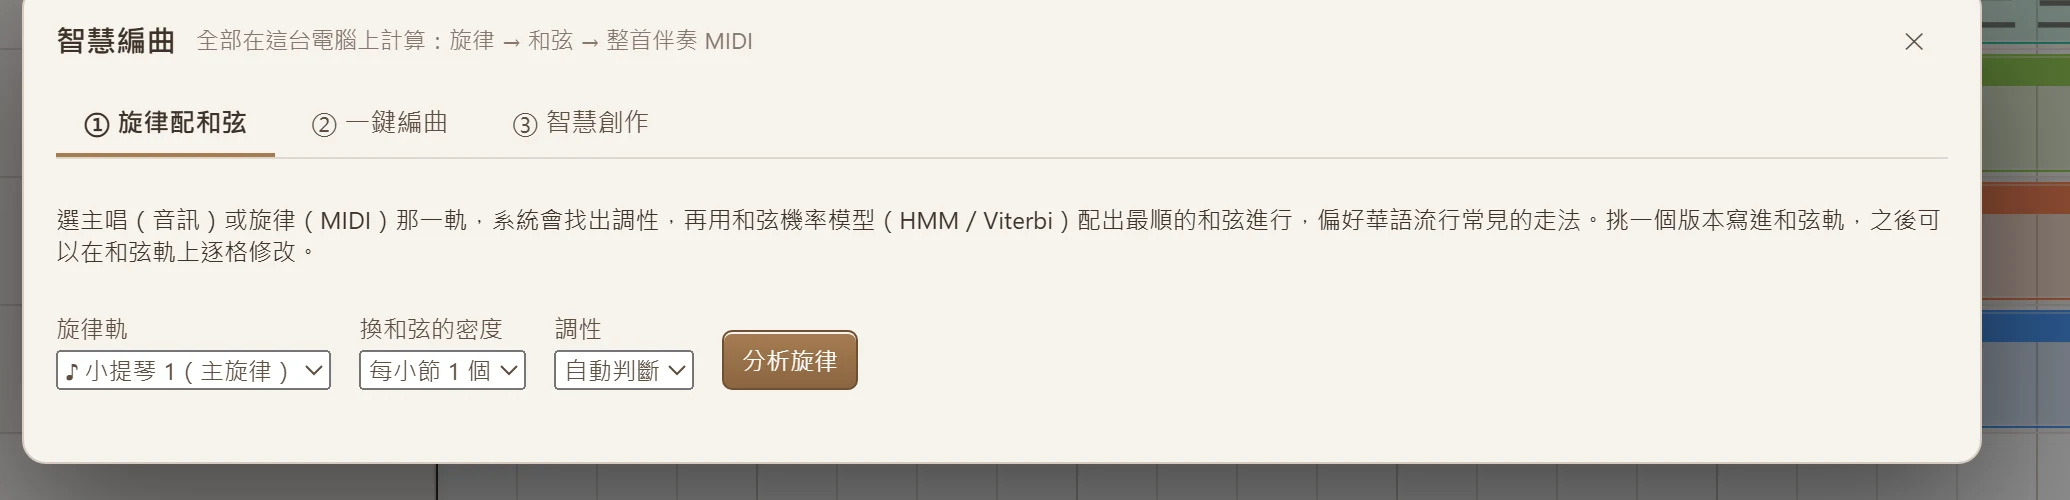 智慧編曲 全部在這台電腦上計算：旋律 → 和弦 → 整首伴奏 MIDI
① 旋律配和弦 ② 一鍵編曲 ③ 智慧創作
選主唱（音訊）或旋律（MIDI）那一軌，系統會找出調性，再用和弦機率模型（HMM / Viterbi）配出最順的和弦進行，偏好華語流行常見的走法。挑一個版本寫進和弦軌，之後可
以在和弦軌上逐格修改。
旋律軌 換和弦的密度 調性
♪ 小提琴 1（主旋律） 每小節 1 個 自動判斷 分析旋律